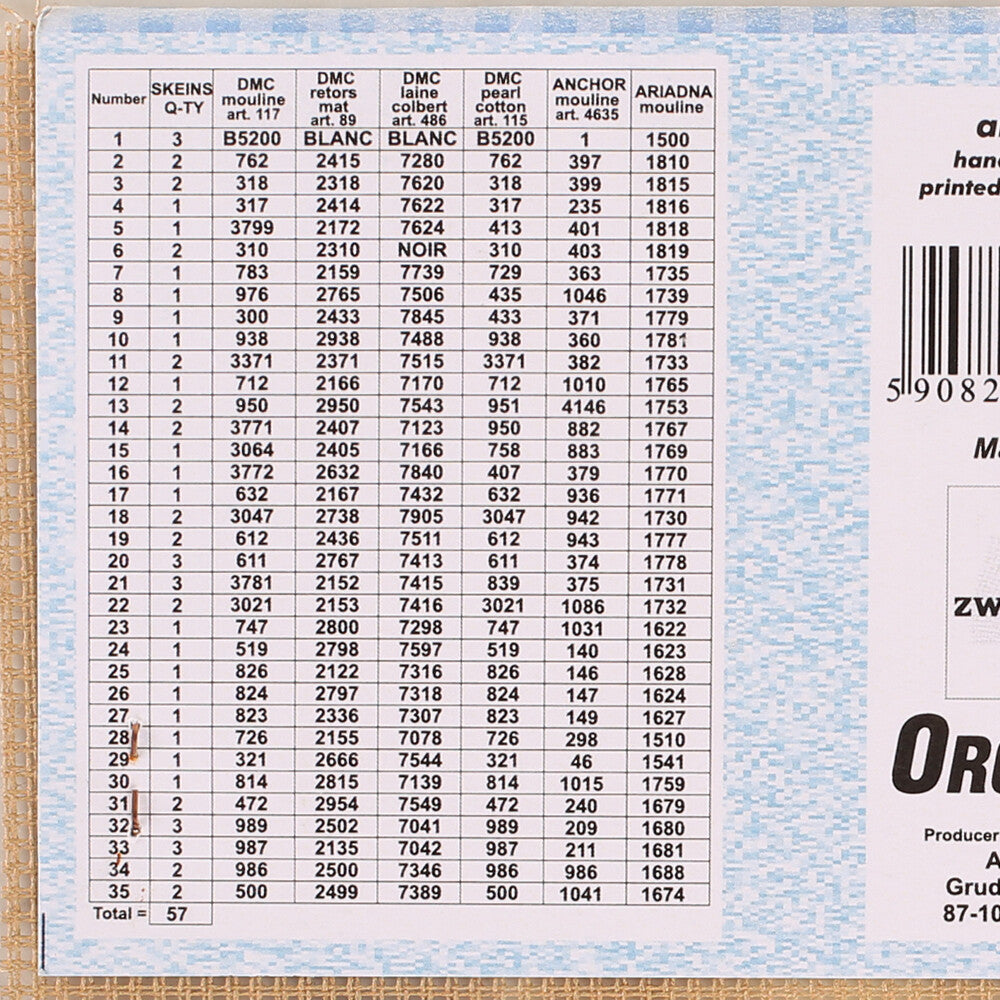 Number SKEINS Q-TY DMC mouline art. 117 DMC retors mat art. 89 DMC laine colbert art. 486 DMC pearl cotton art. 115 ANCHOR mouline art. 4635 ARIADNA mouline
1 3 B5200 BLANC BLANC B5200 1 1500
2 2 762 2415 7280 762 397 1810
3 2 318 2318 7620 318 399 1815
4 1 317 2414 7622 317 235 1816
5 1 3799 2172 7624 413 401 1818
6 2 310 2310 NOIR 310 403 1819
7 1 783 2159 7739 729 363 1735
8 1 976 2765 7506 435 1046 1739
9 1 300 2433 7845 433 371 1779
10 1 938 2938 7488 938 360 1781
11 2 3371 2371 7515 3371 382 1733
12 1 712 2166 7170 712 1010 1765
13 2 950 2950 7543 951 4146 1753
14 2 3771 2407 7123 950 882 1767
15 1 3064 2405 7166 758 883 1769
16 1 3772 2632 7840 407 379 1770
17 1 632 2167 7432 632 936 1771
18 2 3047 2738 7905 3047 942 1730
19 2 612 2436 7511 612 943 1777
20 3 611 2767 7413 611 374 1778
21 3 3781 2152 7415 839 375 1731
22 2 3021 2153 7416 3021 1086 1732
23 1 747 2800 7298 747 1031 1622
24 1 519 2798 7597 519 140 1623
25 1 826 2122 7316 826 146 1628
26 1 824 2797 7318 824 147 1624
27 1 823 2336 7307 823 149 1627
28 1 726 2155 7078 726 298 1510
29 1 321 2666 7544 321 46 1541
30 1 814 2815 7139 814 1015 1759
31 2 472 2954 7549 472 240 1679
32 3 989 2502 7041 989 209 1680
33 3 987 2135 7042 987 211 1681
34 2 986 2500 7346 986 986 1688
35 2 500 2499 7389 500 1041 1674
Total = 57
printed
5 9082
zw
Producer
A
Grud
87-10